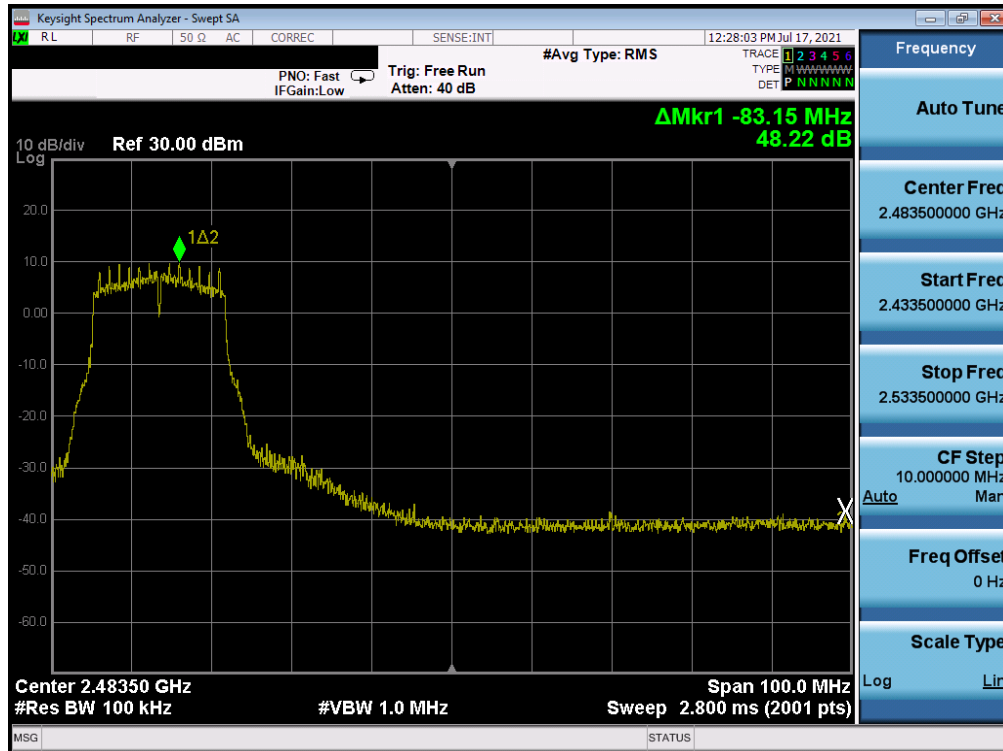 Keysight Spectrum Analyzer - Swept SA
LXI RL RF 50 Ω AC CORREC SENSE:INT 12:28:03 PM Jul 17, 2021
#Avg Type: RMS
TRACE 1 2 3 4 5 6
PNO: Fast Trig: Free Run TYPE M W W W W W
IFGain:Low Atten: 40 dB DET P N N N N N
ΔMkr1 -83.15 MHz
48.22 dB
10 dB/div Ref 30.00 dBm
Log
20.0
1Δ2
10.0
0.00
-10.0
-20.0
-30.0
-40.0
X
-50.0
-60.0
Center 2.48350 GHz Span 100.0 MHz
#Res BW 100 kHz #VBW 1.0 MHz Sweep 2.800 ms (2001 pts)
MSG STATUS
Frequency
Auto Tune
Center Freq
2.483500000 GHz
Start Freq
2.433500000 GHz
Stop Freq
2.533500000 GHz
CF Step
10.000000 MHz
Auto Man
Freq Offset
0 Hz
Scale Type
Log Lin